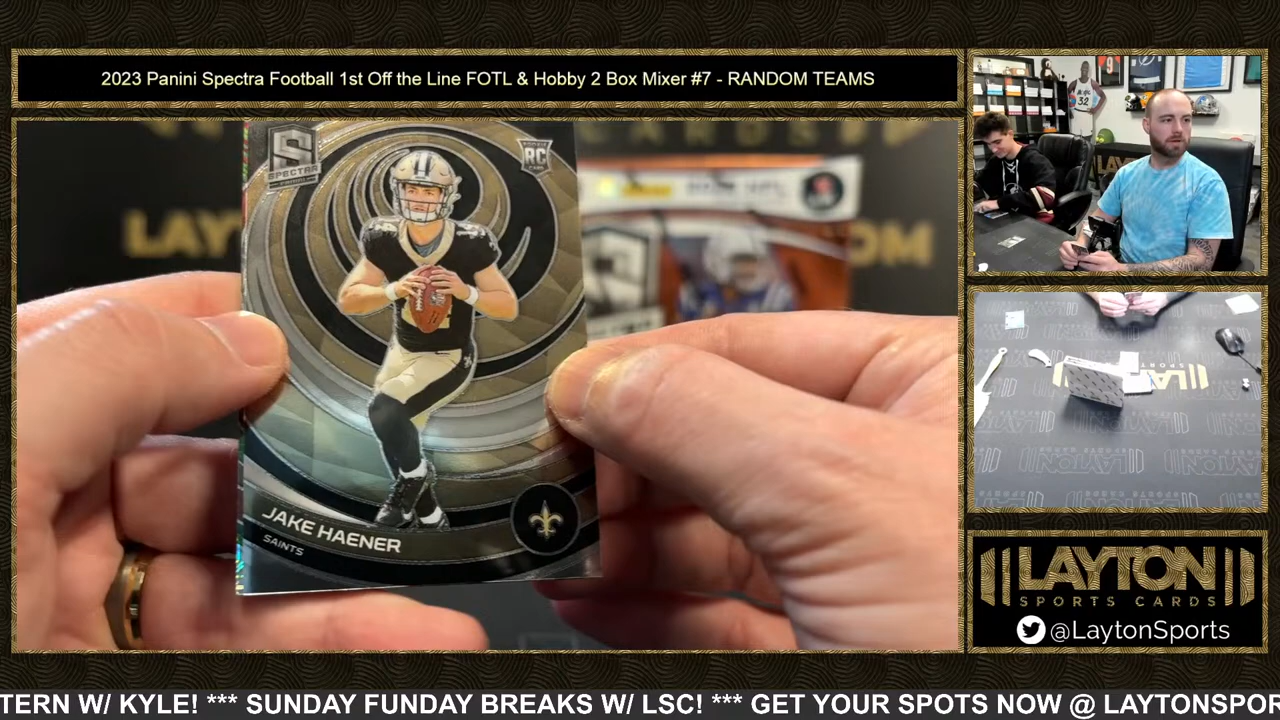 2023 Panini Spectra Football 1st Off the Line FOTL & Hobby 2 Box Mixer #7 - RANDOM TEAMS
S
SPECTRA
RC
JAKE HAENER
SAINTS
LAYTON
SPORTS CARDS
@LaytonSports
TERN W/ KYLE! *** SUNDAY FUNDAY BREAKS W/ LSC! *** GET YOUR SPOTS NOW @ LAYTONSPOR